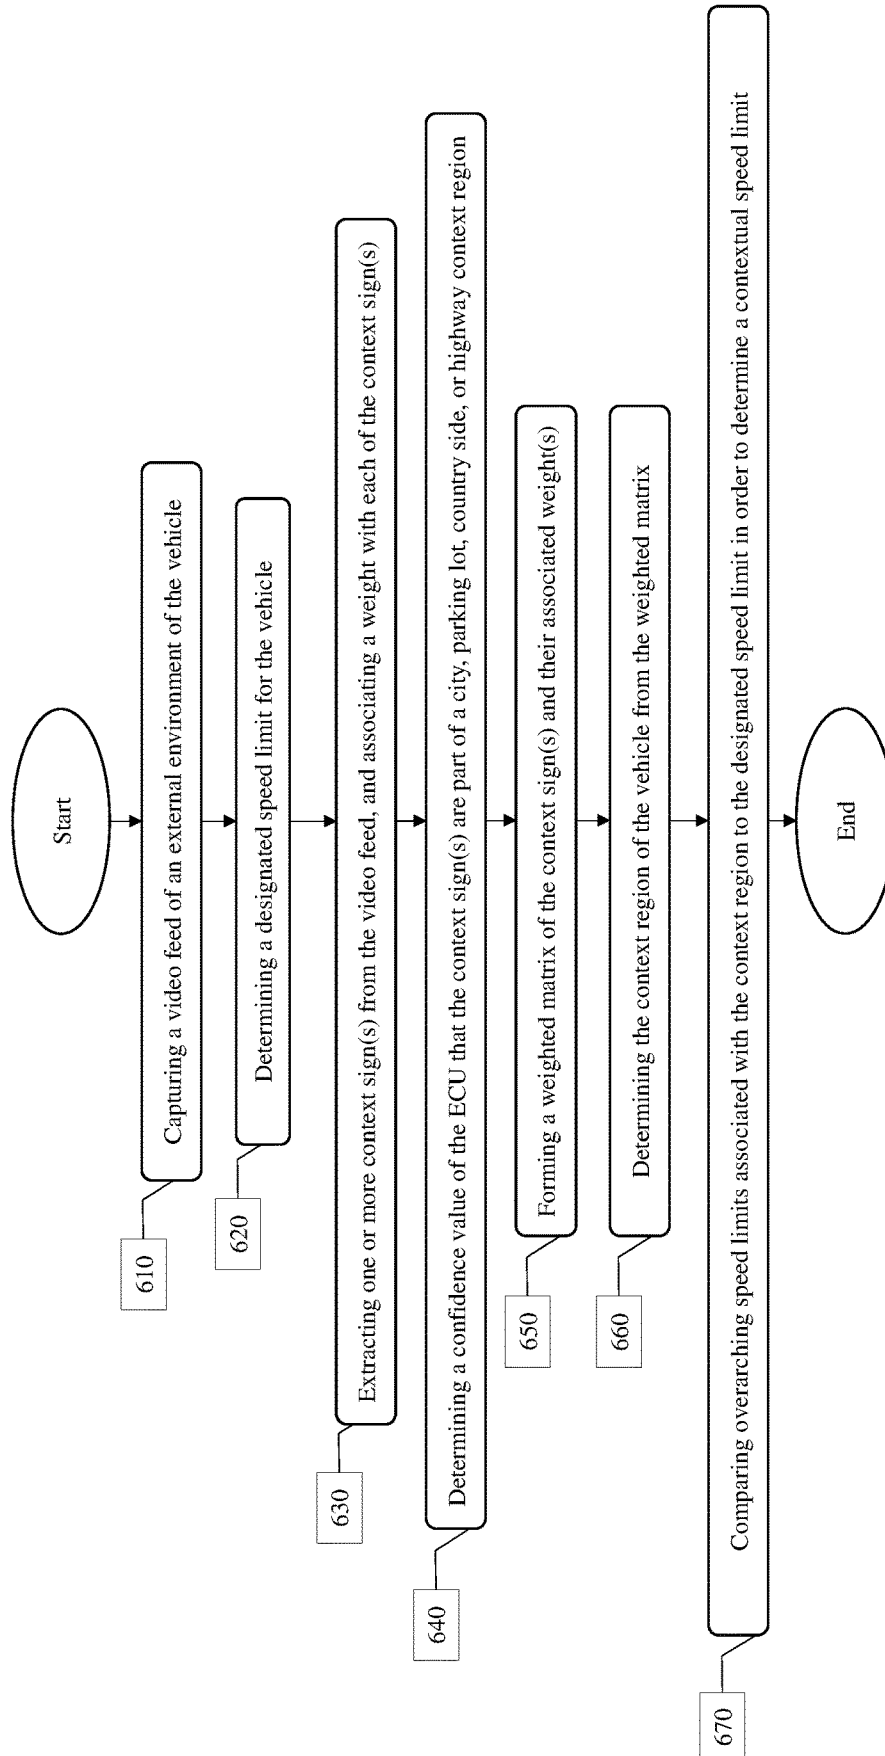 Start
610
Capturing a video feed of an external environment of the vehicle
620
Determining a designated speed limit for the vehicle
630
Extracting one or more context sign(s) from the video feed, and associating a weight with each of the context sign(s)
640
Determining a confidence value of the ECU that the context sign(s) are part of a city, parking lot, country side, or highway context region
650
Forming a weighted matrix of the context sign(s) and their associated weight(s)
660
Determining the context region of the vehicle from the weighted matrix
670
Comparing overarching speed limits associated with the context region to the designated speed limit in order to determine a contextual speed limit
End